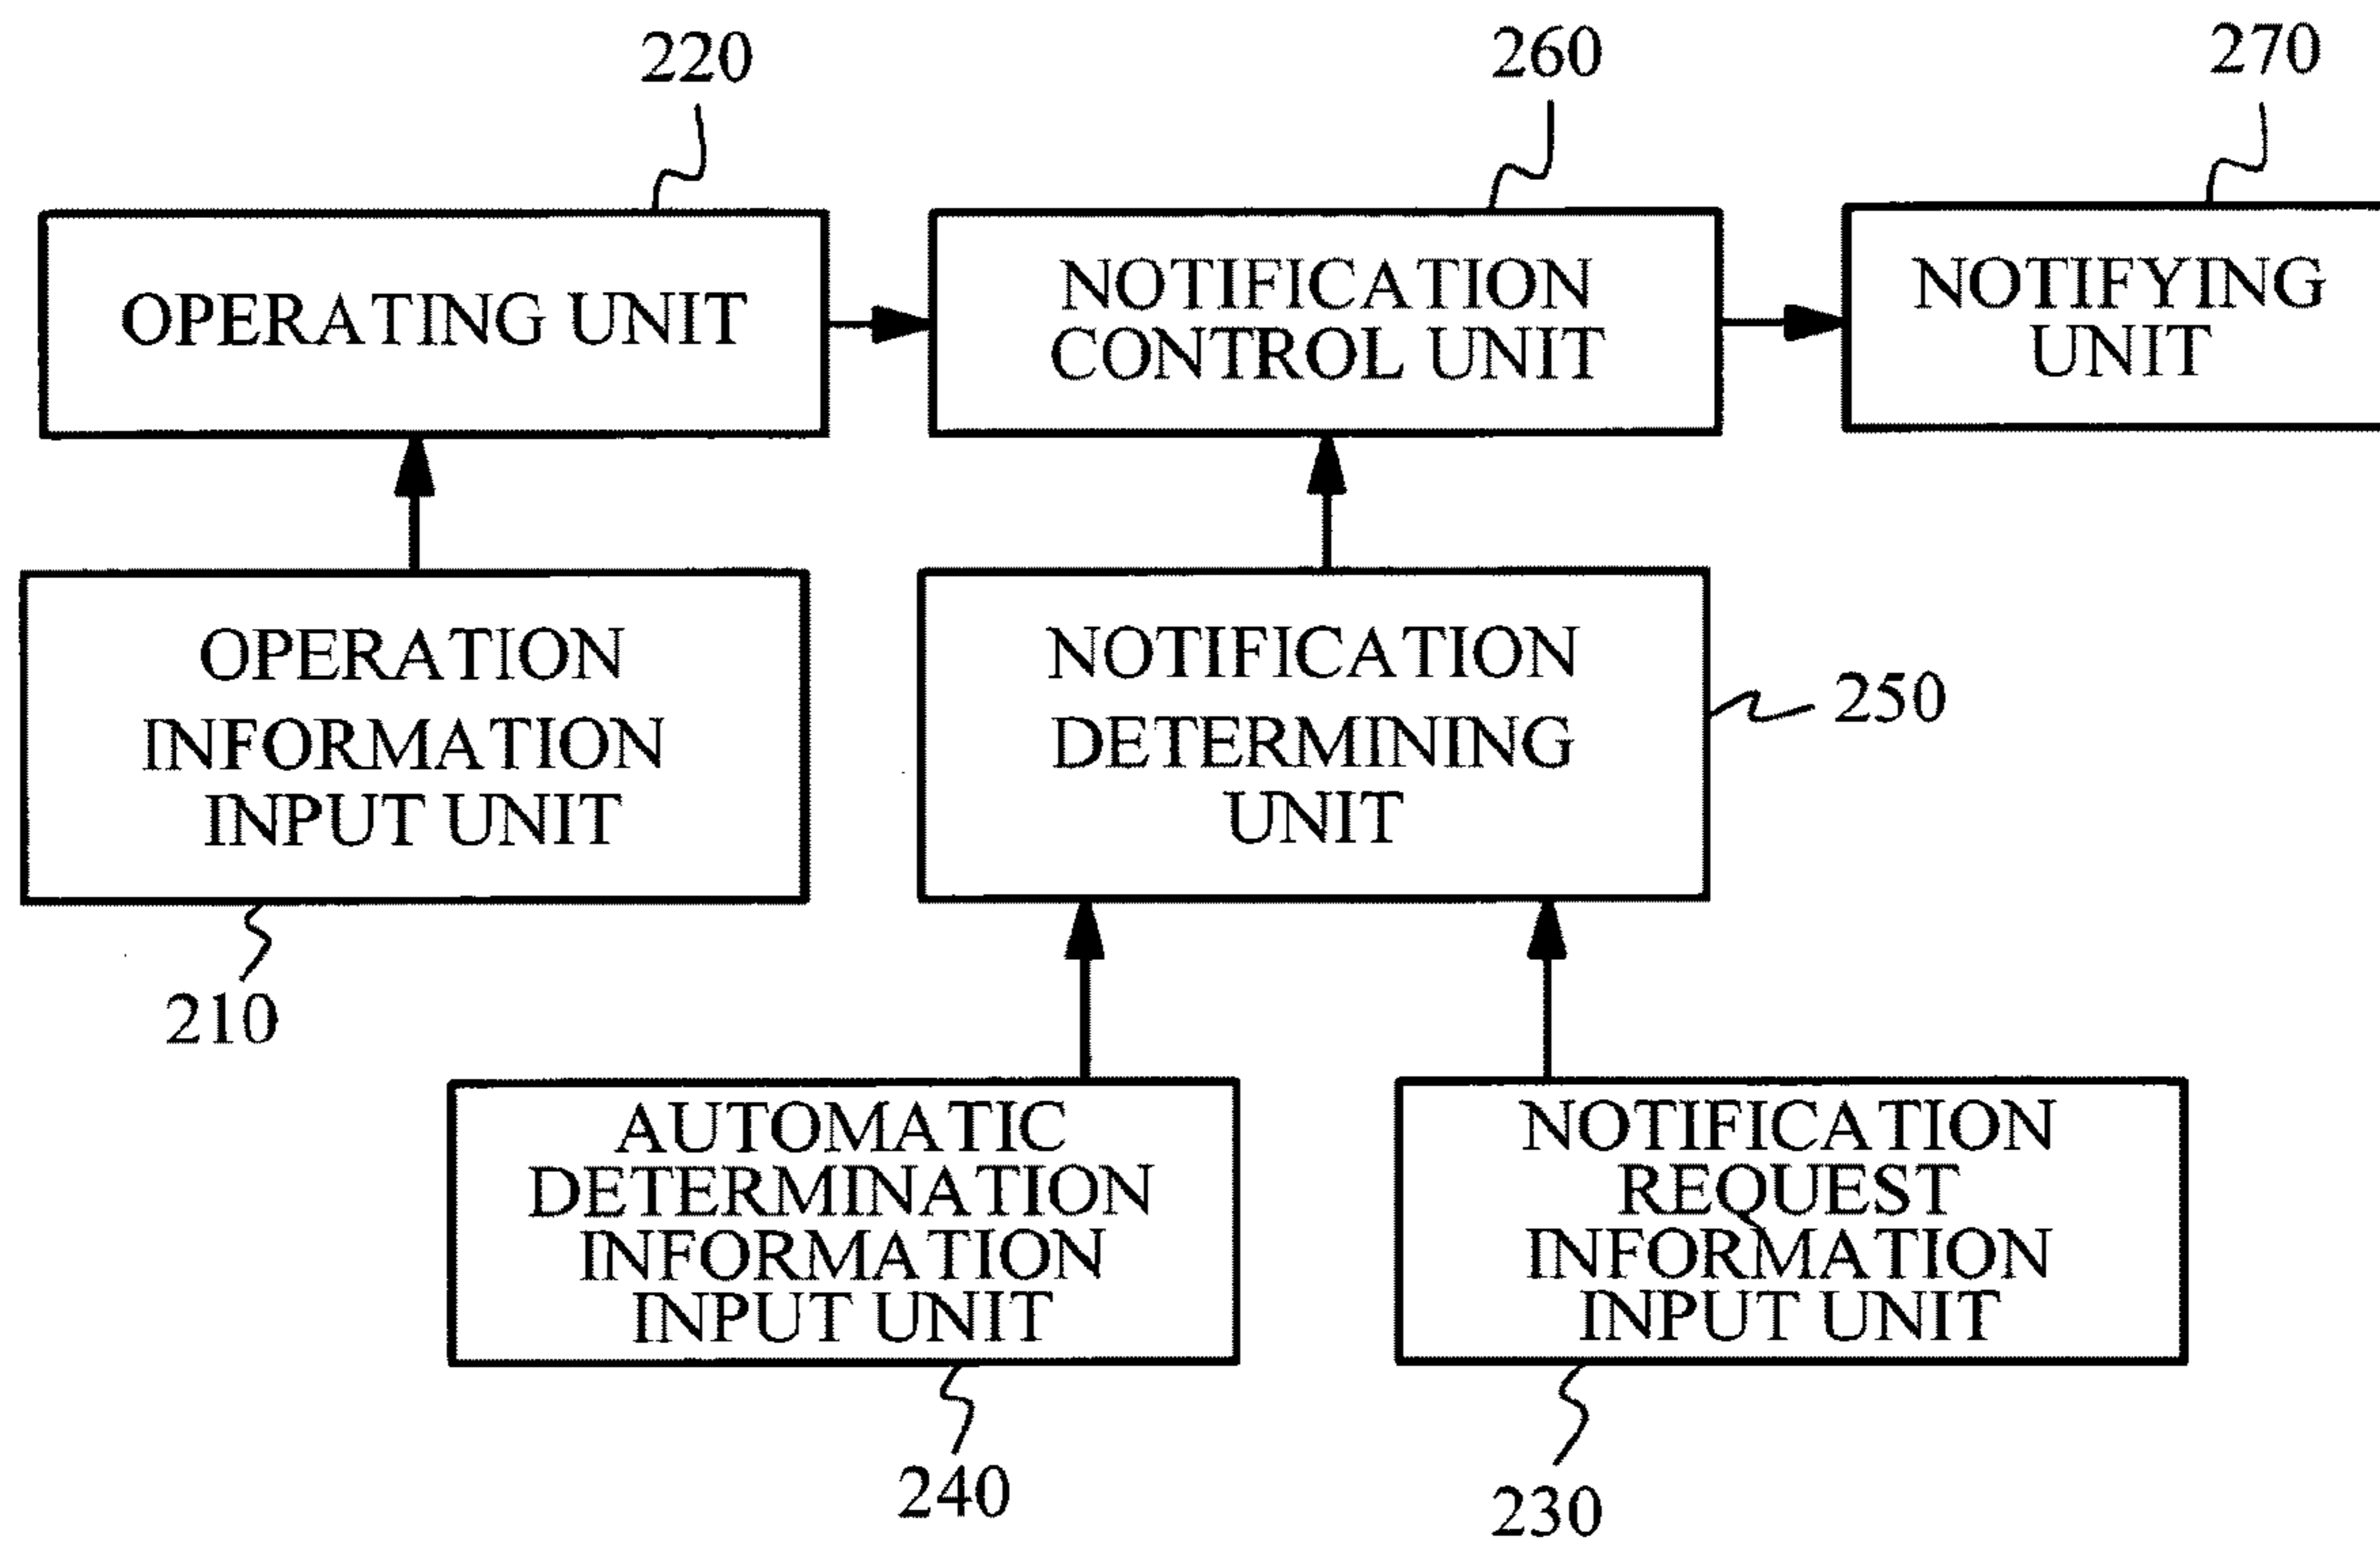 220
260
270
OPERATING UNIT
NOTIFICATION
CONTROL UNIT
NOTIFYING
UNIT
OPERATION
INFORMATION
INPUT UNIT
NOTIFICATION
DETERMINING
UNIT
250
210
AUTOMATIC
DETERMINATION
INFORMATION
INPUT UNIT
NOTIFICATION
REQUEST
INFORMATION
INPUT UNIT
240
230